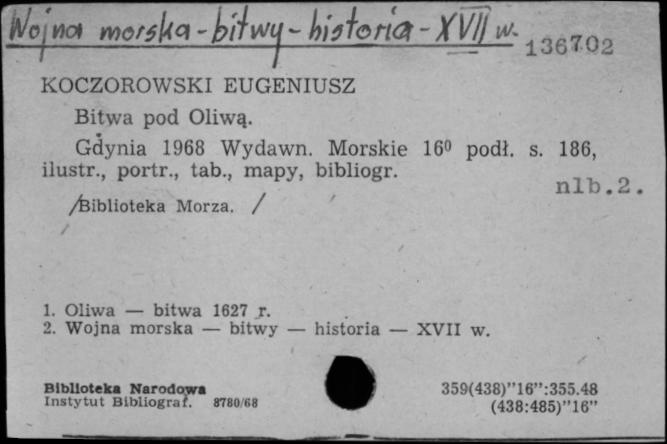 Wojna morska - bitwy - historia - XVII w.
136702
KOCZOROWSKI EUGENIUSZ
Bitwa pod Oliwą.
Gdynia 1968 Wydawn. Morskie 16⁰ podł. s. 186,
ilustr., portr., tab., mapy, bibliogr.
nlb.2.
/Biblioteka Morza. /
1. Oliwa — bitwa 1627 r.
2. Wojna morska — bitwy — historia — XVII w.
Biblioteka Narodowa
Instytut Bibliograf. 8780/68
359(438)"16":355.48
(438:485)"16"